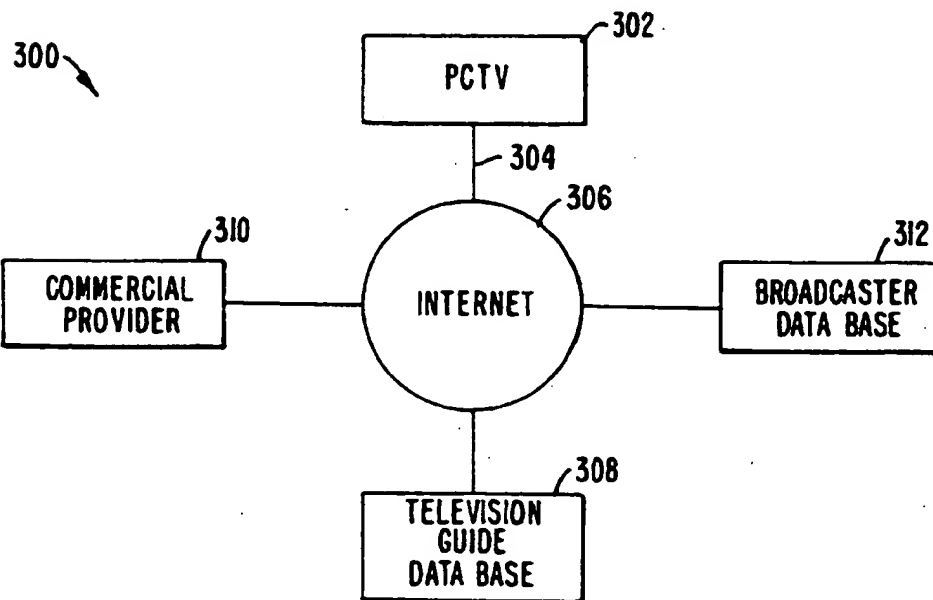 302
300
PCTV
304
306
310
312
COMMERCIAL
PROVIDER
INTERNET
BROADCASTER
DATA BASE
308
TELEVISION
GUIDE
DATA BASE